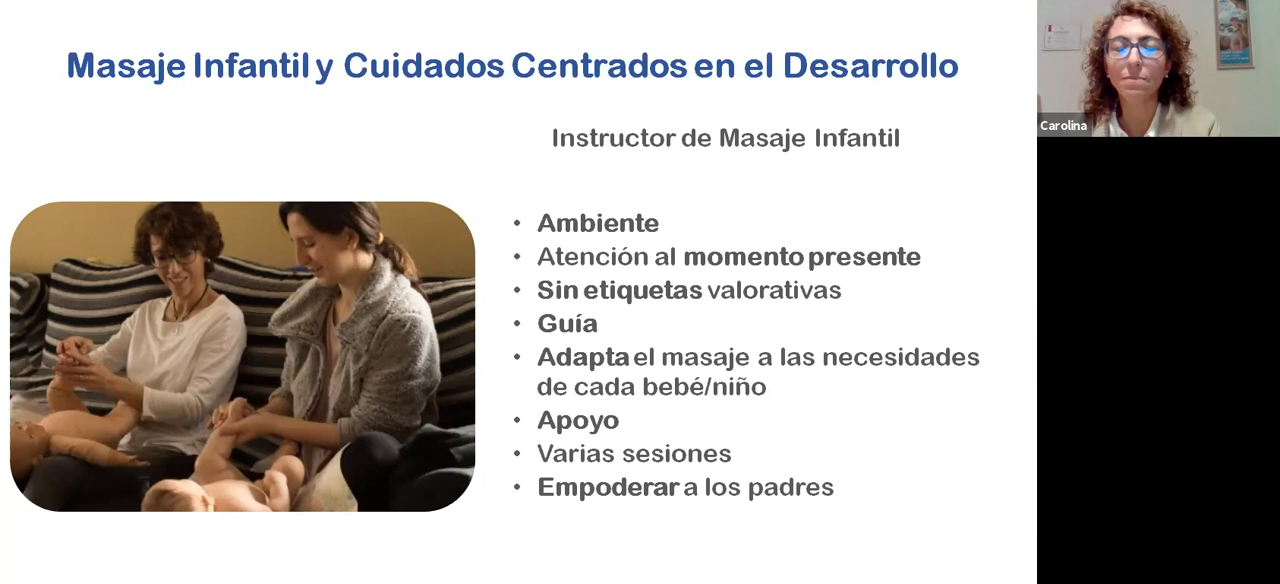 Masaje Infantil y Cuidados Centrados en el Desarrollo
Carolina
Instructor de Masaje Infantil
• Ambiente
• Atención al momento presente
• Sin etiquetas valorativas
• Guía
• Adapta el masaje a las necesidades
de cada bebé/niño
• Apoyo
• Varias sesiones
• Empoderar a los padres